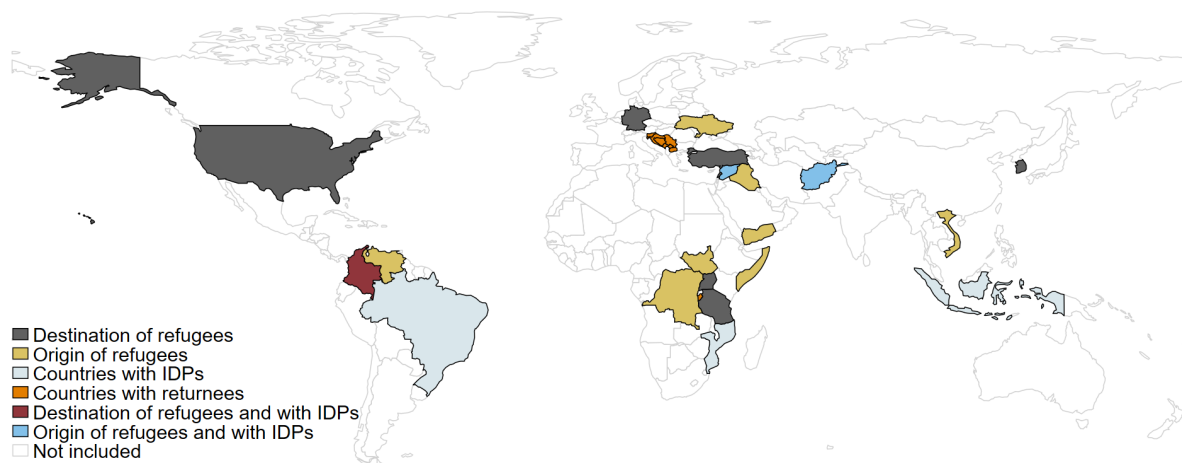 Destination of refugees
Origin of refugees
Countries with IDPs
Countries with returnees
Destination of refugees and with IDPs
Origin of refugees and with IDPs
Not included